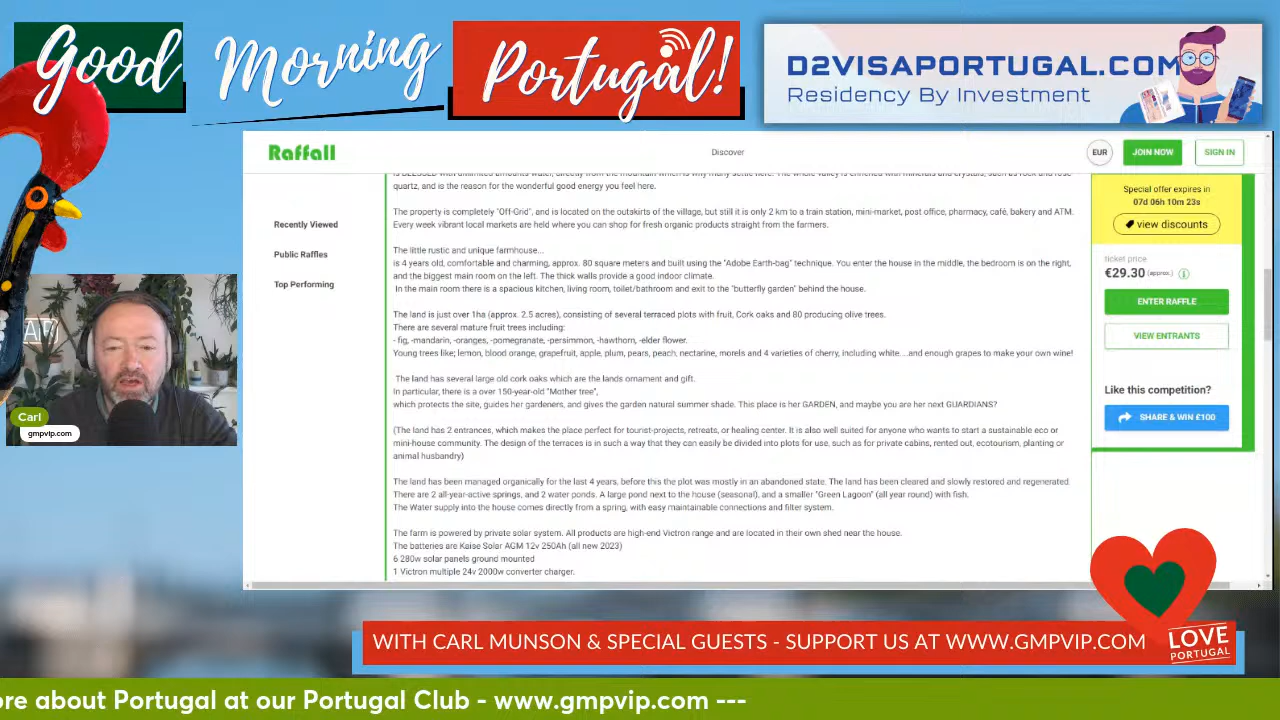 Good Morning Portugal!
D2VISAPORTUGAL.COM
Residency By Investment
Raffall
Discover
EUR
JOIN NOW
SIGN IN
Recently Viewed
Public Raffles
Top Performing
quartz, and is the reason for the wonderful good energy you feel here.
The property is completely "Off-Grid", and is located on the outskirts of the village, but still it is only 2 km to a train station, mini-market, post office, pharmacy, café, bakery and ATM.
Every week vibrant local markets are held where you can shop for fresh organic products straight from the farmers.
The little rustic and unique farmhouse...
is 4 years old, comfortable and charming, approx. 80 square meters and built using the "Adobe Earth-bag" technique. You enter the house in the middle, the bedroom is on the right,
and the biggest main room on the left. The thick walls provide a good indoor climate.
In the main room there is a spacious kitchen, living room, toilet/bathroom and exit to the "butterfly garden" behind the house.
The land is just over 1ha (approx. 2.5 acres), consisting of several terraced plots with fruit, Cork oaks and 80 producing olive trees.
There are several mature fruit trees including:
- fig, -mandarin, -oranges, -pomegranate, -persimmon, -hawthorn, -elder flower.
Young trees like; lemon, blood orange, grapefruit, apple, plum, pears, peach, nectarine, morels and 4 varieties of cherry, including white....and enough grapes to make your own wine!
The land has several large old cork oaks which are the lands ornament and gift.
In particular, there is a over 150-year-old "Mother tree",
which protects the site, guides her gardeners, and gives the garden natural summer shade. This place is her GARDEN, and maybe you are her next GUARDIANS?
(The land has 2 entrances, which makes the place perfect for tourist-projects, retreats, or healing center. It is also well suited for anyone who wants to start a sustainable eco or
mini-house community. The design of the terraces is in such a way that they can easily be divided into plots for use, such as for private cabins, rented out, ecotourism, planting or
animal husbandry)
The land has been managed organically for the last 4 years, before this the plot was mostly in an abandoned state. The land has been cleared and slowly restored and regenerated.
There are 2 all-year-active springs, and 2 water ponds. A large pond next to the house (seasonal), and a smaller "Green Lagoon" (all year round) with fish.
The Water supply into the house comes directly from a spring, with easy maintainable connections and filter system.
The farm is powered by private solar system. All products are high-end Victron range and are located in their own shed near the house.
The batteries are Kaise Solar AGM 12v 250Ah (all new 2023)
6 280w solar panels ground mounted
1 Victron multiple 24v 2000w converter charger.
Special offer expires in
07d 06h 10m 23s
view discounts
ticket price
€29.30 (approx.)
ENTER RAFFLE
VIEW ENTRANTS
Like this competition?
SHARE & WIN £100
Carl
gmpvip.com
WITH CARL MUNSON & SPECIAL GUESTS - SUPPORT US AT WWW.GMPVIP.COM
LOVE
PORTUGAL
ore about Portugal at our Portugal Club - www.gmpvip.com ---